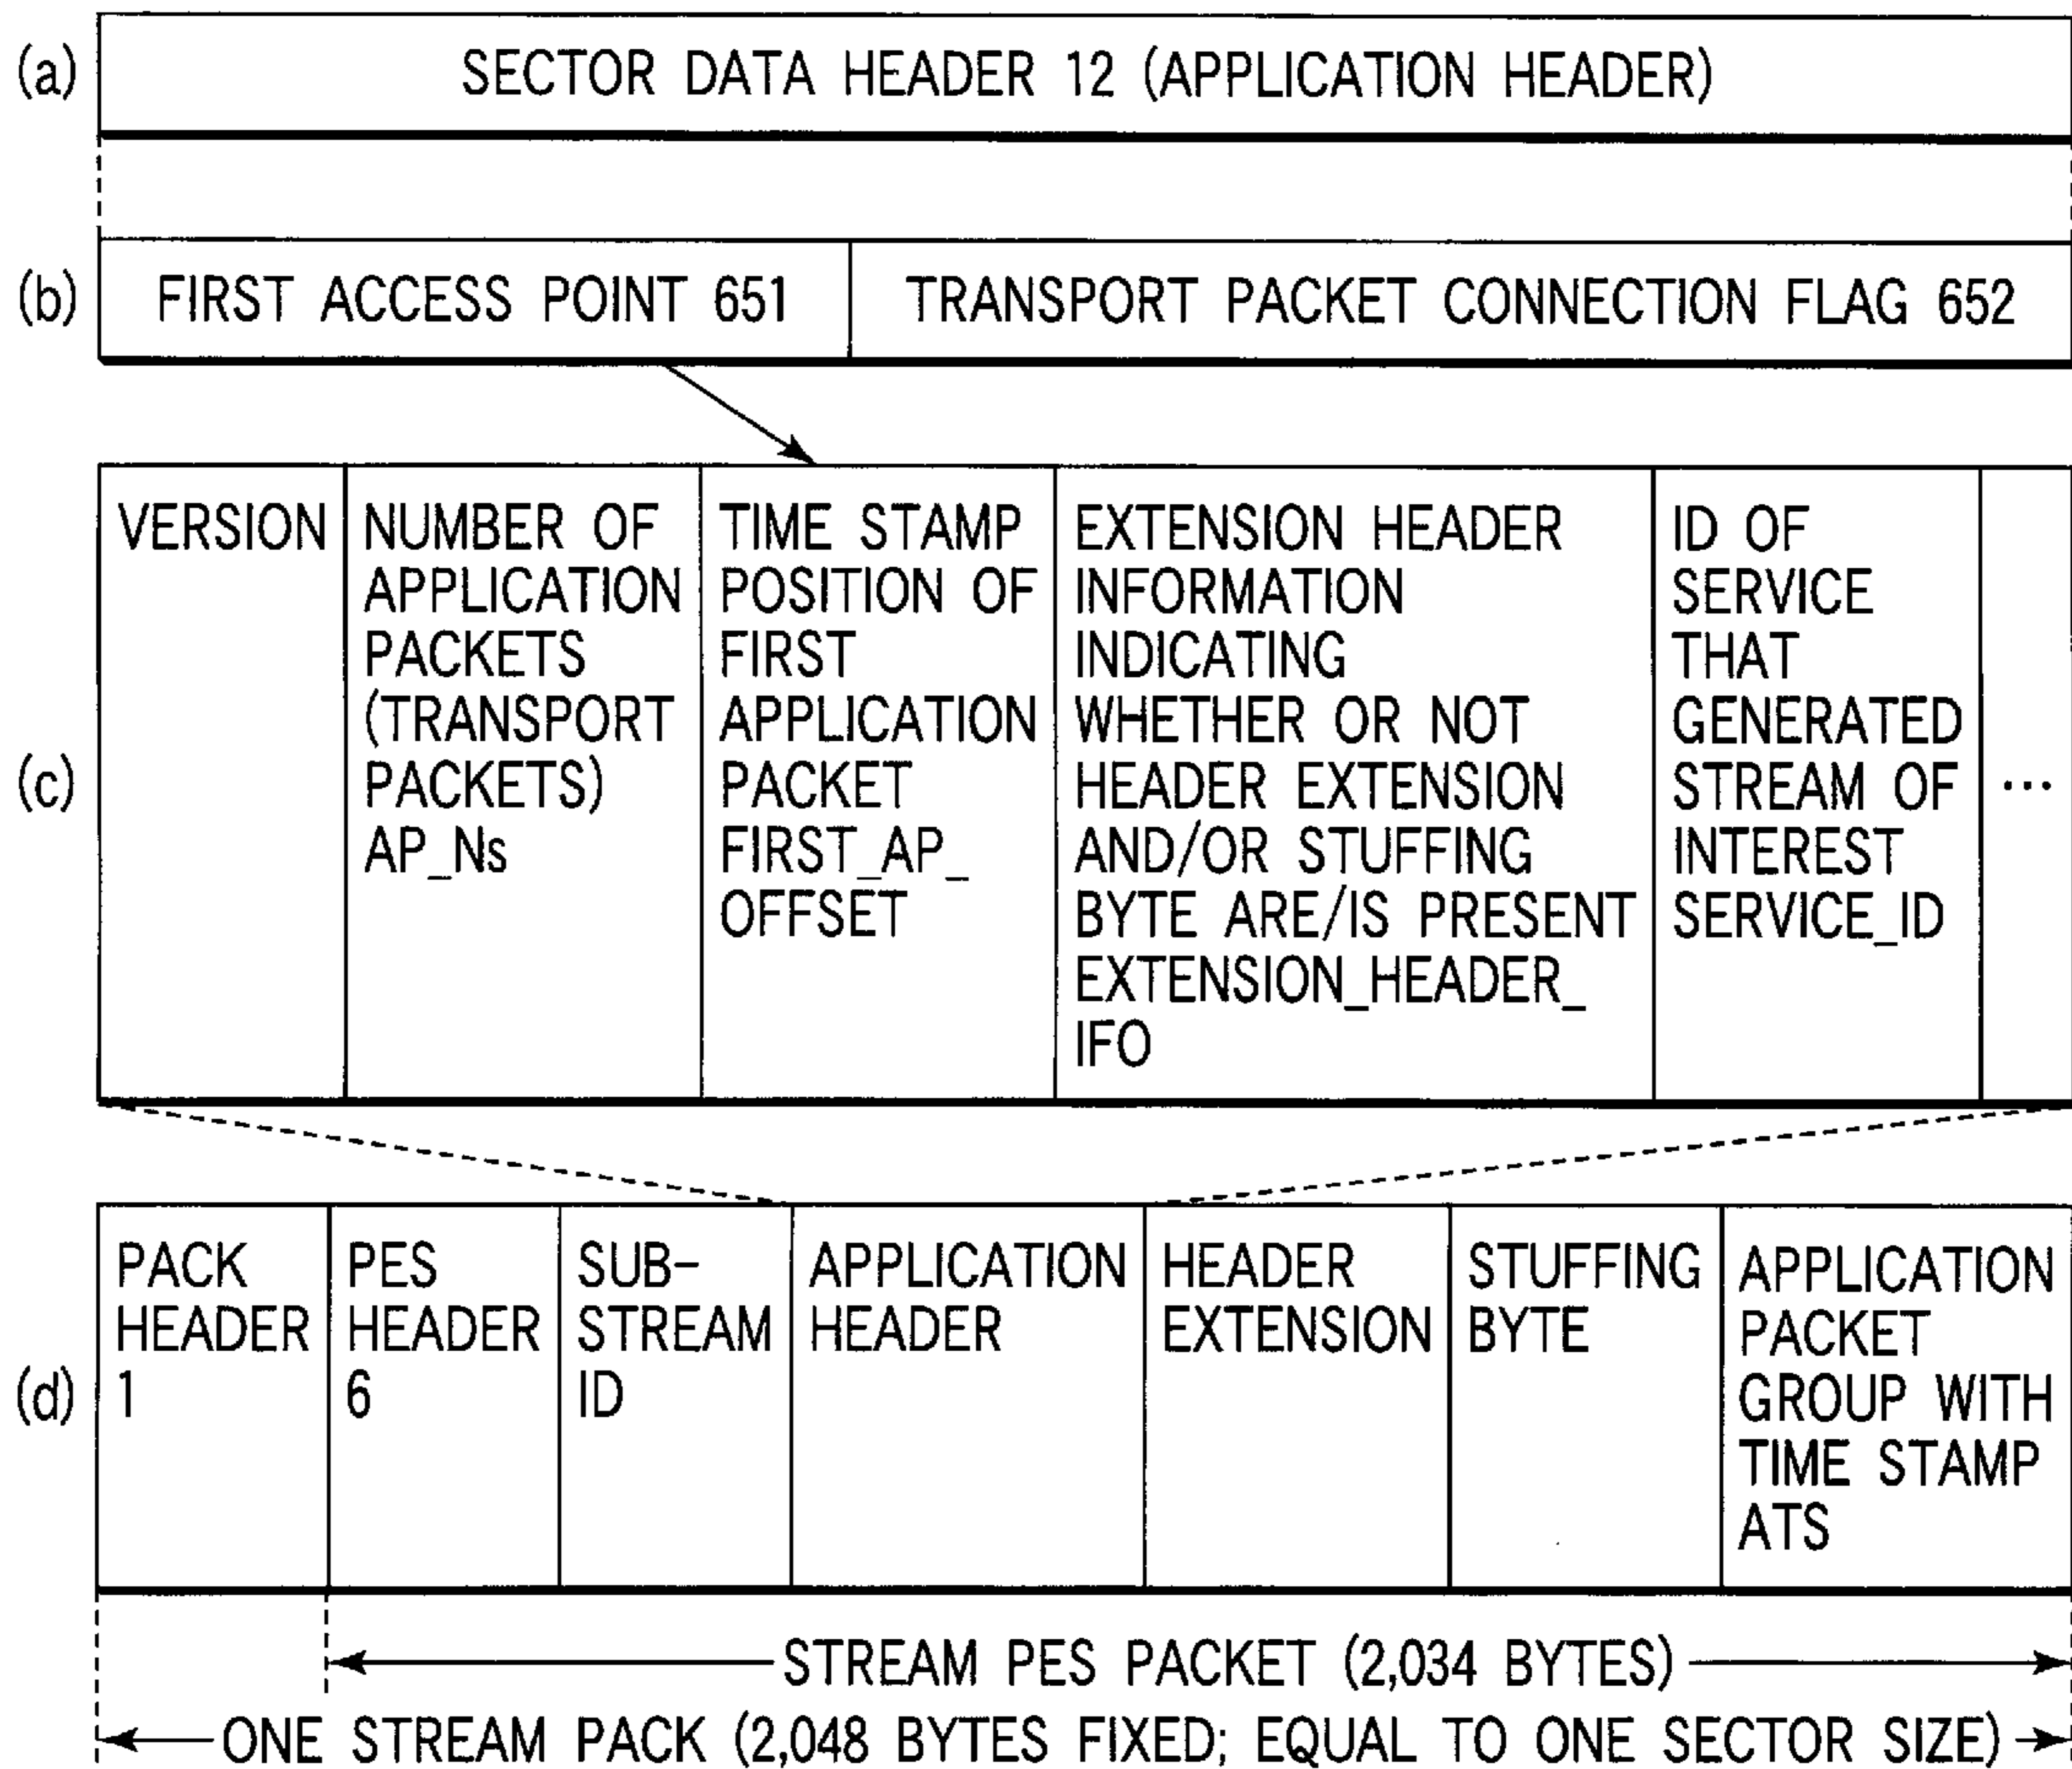 (a)
SECTOR DATA HEADER 12 (APPLICATION HEADER)
(b)
FIRST ACCESS POINT 651
TRANSPORT PACKET CONNECTION FLAG 652
(c)
VERSION
NUMBER OF
APPLICATION
PACKETS
(TRANSPORT
PACKETS)
AP_Ns
TIME STAMP
POSITION OF
FIRST
APPLICATION
PACKET
FIRST_AP_
OFFSET
EXTENSION HEADER
INFORMATION
INDICATING
WHETHER OR NOT
HEADER EXTENSION
AND/OR STUFFING
BYTE ARE/IS PRESENT
EXTENSION_HEADER_
IFO
ID OF
SERVICE
THAT
GENERATED
STREAM OF
INTEREST
SERVICE_ID
...
(d)
PACK
HEADER
1
PES
HEADER
6
SUB-
STREAM
ID
APPLICATION
HEADER
HEADER
EXTENSION
STUFFING
BYTE
APPLICATION
PACKET
GROUP WITH
TIME STAMP
ATS
STREAM PES PACKET (2,034 BYTES)
ONE STREAM PACK (2,048 BYTES FIXED; EQUAL TO ONE SECTOR SIZE)